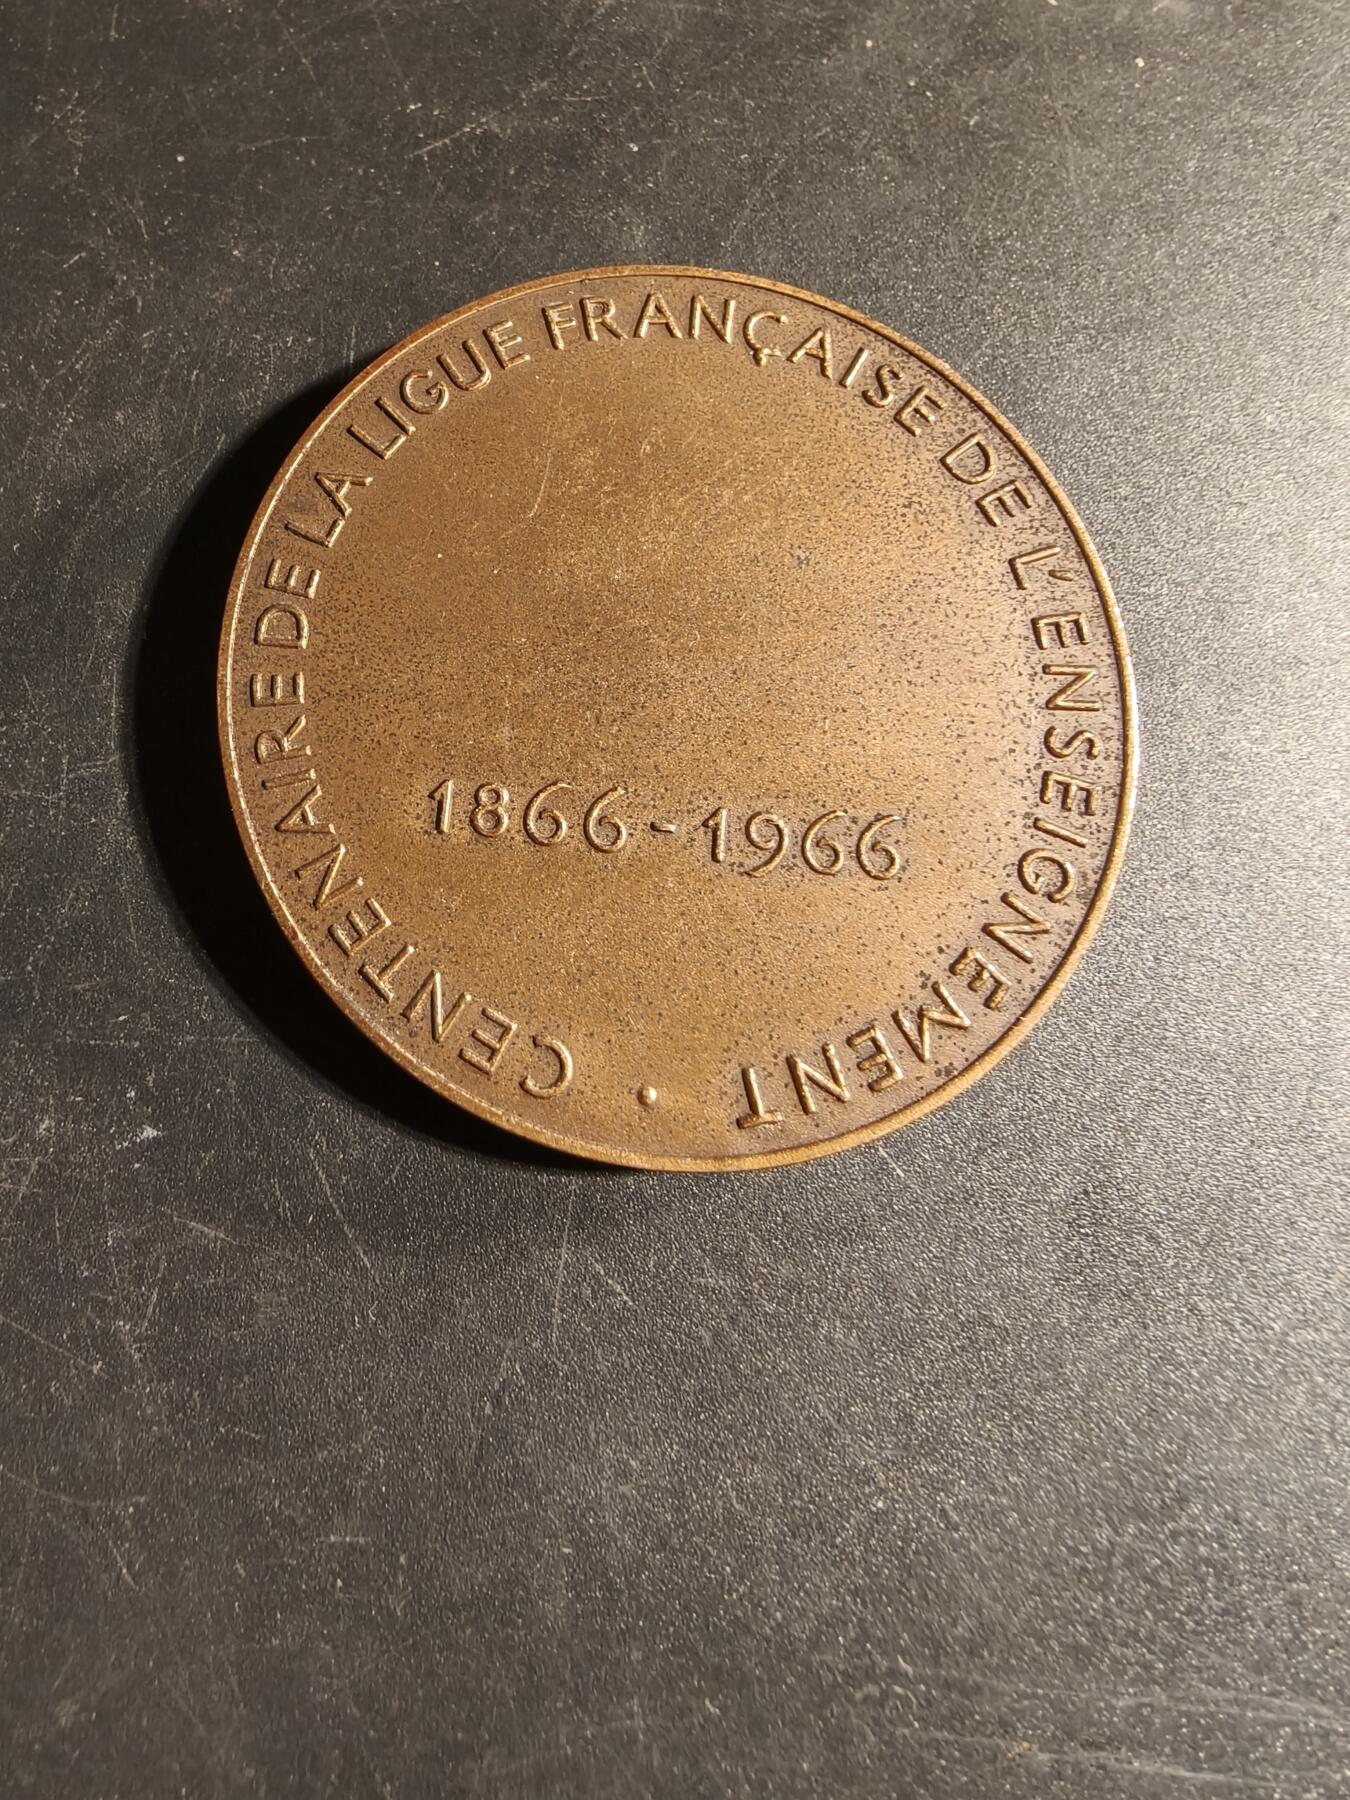 CENTENAIRE DE LA LIGUE FRANÇAISE DE L'ENSEIGNEMENT •
1866-1966